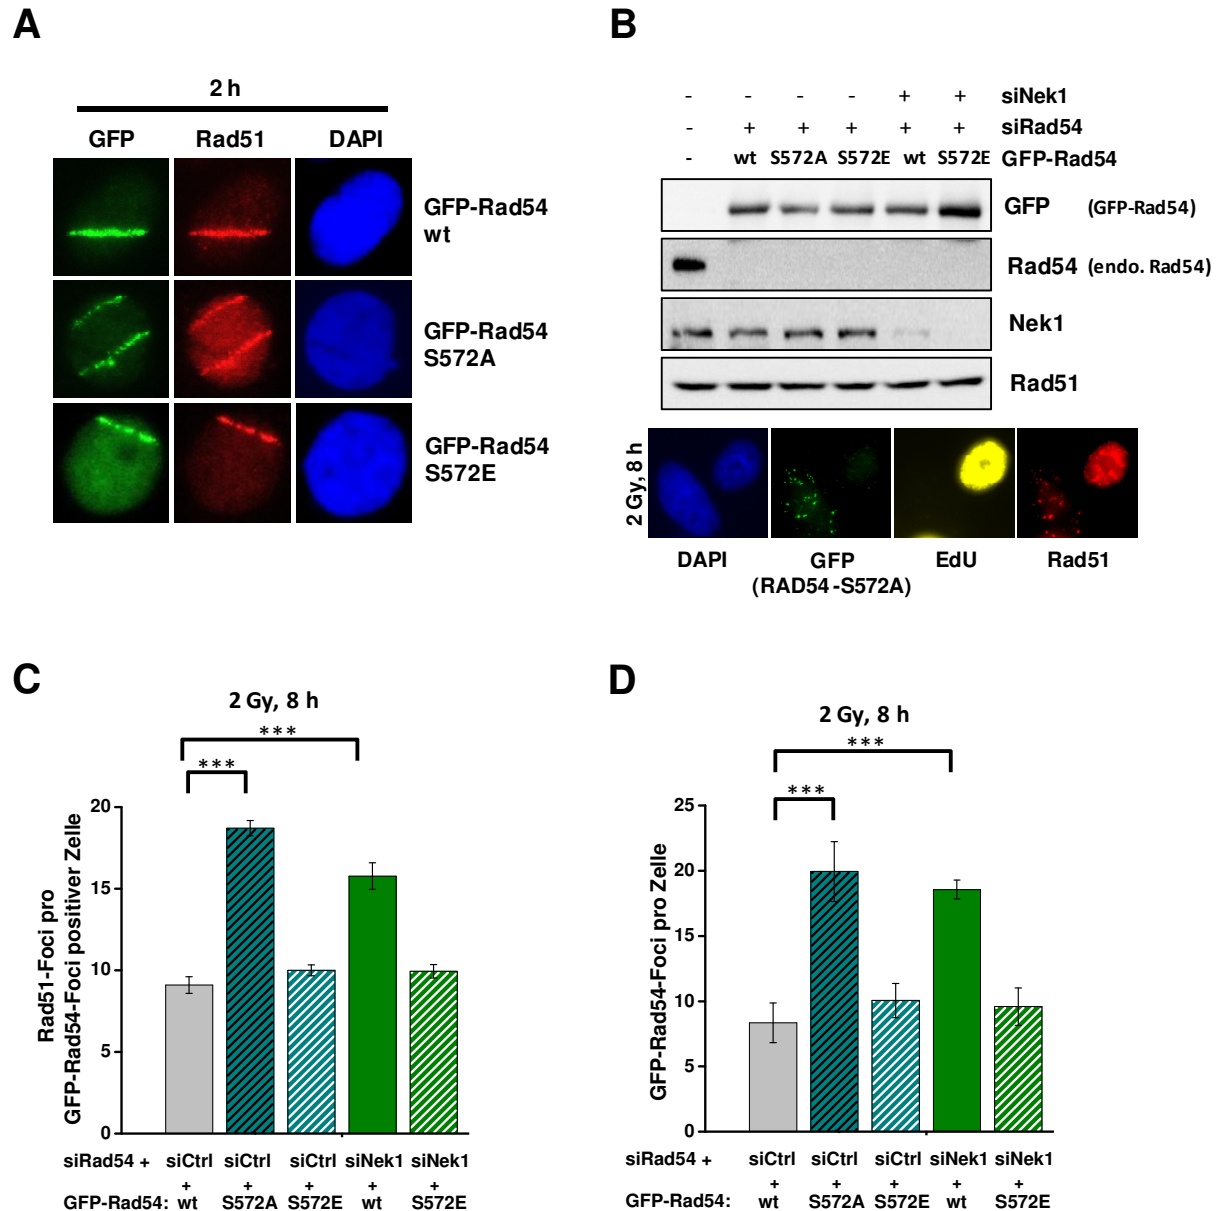 A
2 h
GFP Rad51 DAPI
GFP-Rad54
wt
GFP-Rad54
S572A
GFP-Rad54
S572E
B
- - - - + + siNek1
- + + + + + siRad54
- wt S572A S572E wt S572E GFP-Rad54
GFP (GFP-Rad54)
Rad54 (endo. Rad54)
Nek1
Rad51
2 Gy, 8 h
DAPI GFP EdU Rad51
(RAD54-S572A)
C
2 Gy, 8 h
***
***
Rad51-Foci pro
GFP-Rad54-Foci positiver Zelle
20
15
10
5
0
siRad54 + siCtrl siCtrl siCtrl siNek1 siNek1
+ + + + +
GFP-Rad54: wt S572A S572E wt S572E
D
2 Gy, 8 h
***
***
GFP-Rad54-Foci pro Zelle
25
20
15
10
5
0
siRad54 + siCtrl siCtrl siCtrl siNek1 siNek1
+ + + + +
GFP-Rad54: wt S572A S572E wt S572E